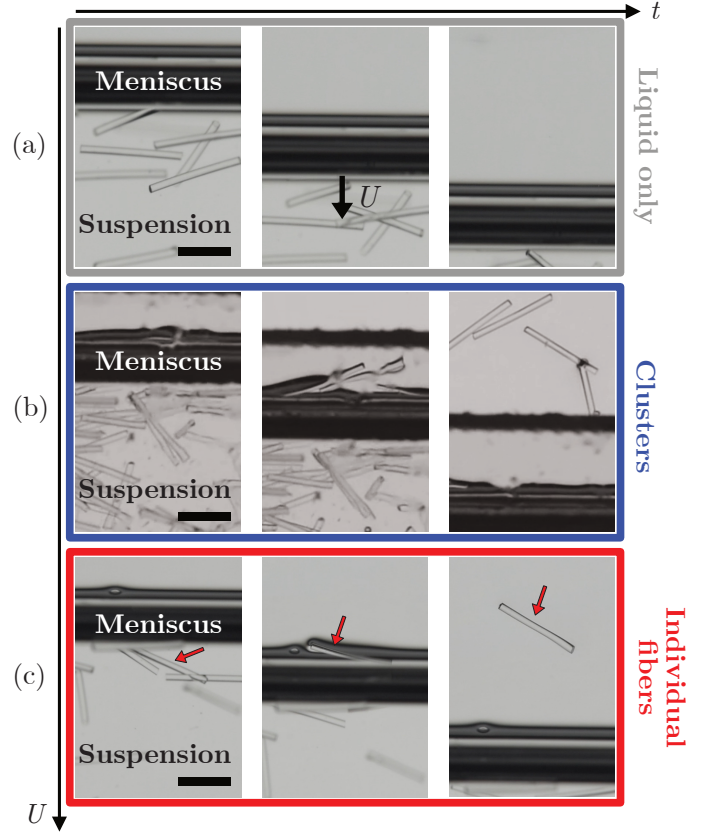 t
(a)
Meniscus
Suspension
U
Liquid only
(b)
Meniscus
Suspension
Clusters
(c)
Meniscus
Suspension
Individual
fibers
U